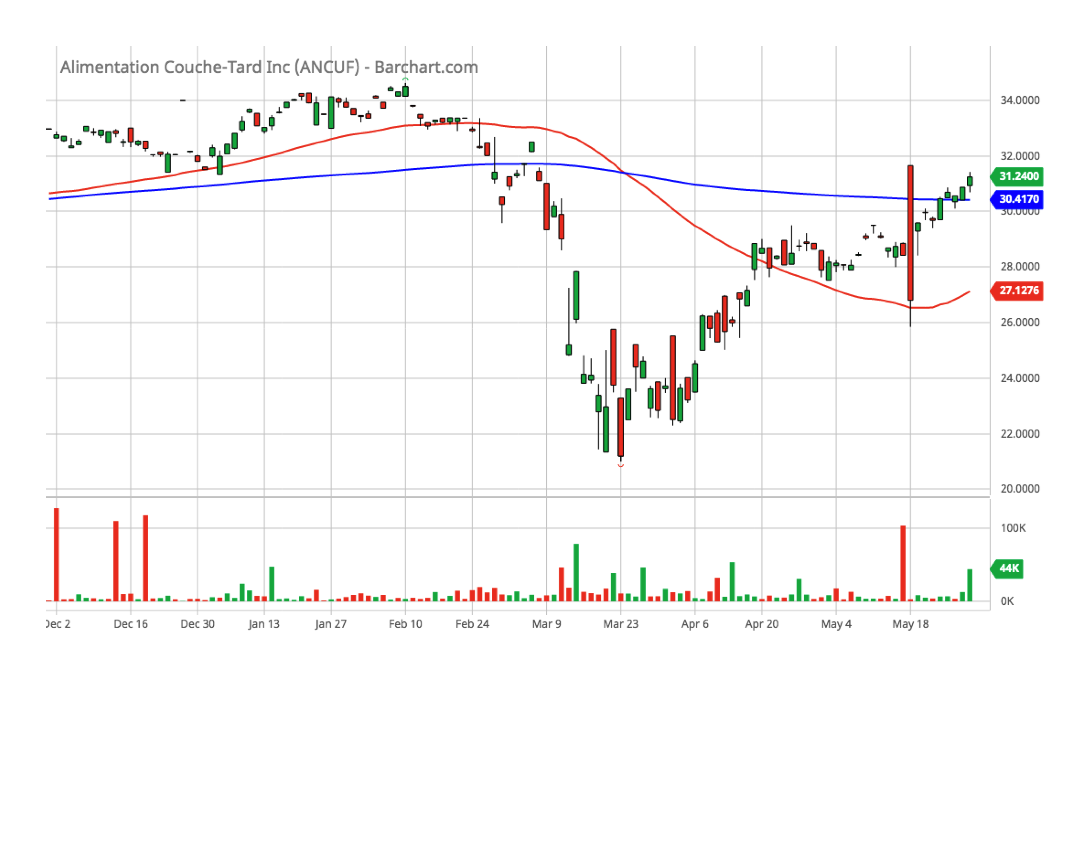 Alimentation Couche-Tard Inc (ANCUF) - Barchart.com
34.0000
32.0000
31.2400
30.4170
30.0000
28.0000
27.1276
26.0000
24.0000
22.0000
20.0000
100K
44K
0K
Dec 2 Dec 16 Dec 30 Jan 13 Jan 27 Feb 10 Feb 24 Mar 9 Mar 23 Apr 6 Apr 20 May 4 May 18